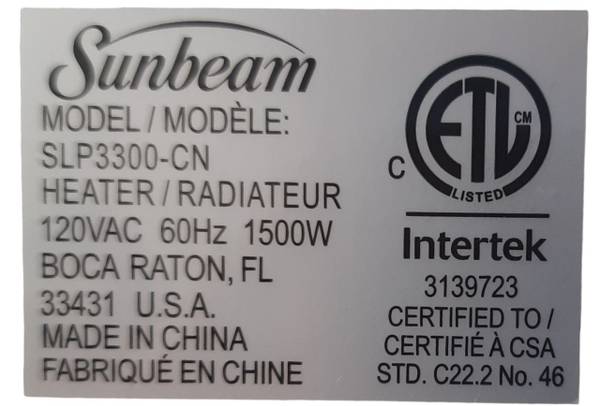 Sunbeam
MODEL / MODÈLE:
SLP3300-CN
HEATER / RADIATEUR
120VAC 60Hz 1500W
BOCA RATON, FL
33431 U.S.A.
MADE IN CHINA
FABRIQUÉ EN CHINE
C ETL CM
LISTED
Intertek
3139723
CERTIFIED TO /
CERTIFIÉ À CSA
STD. C22.2 No. 46